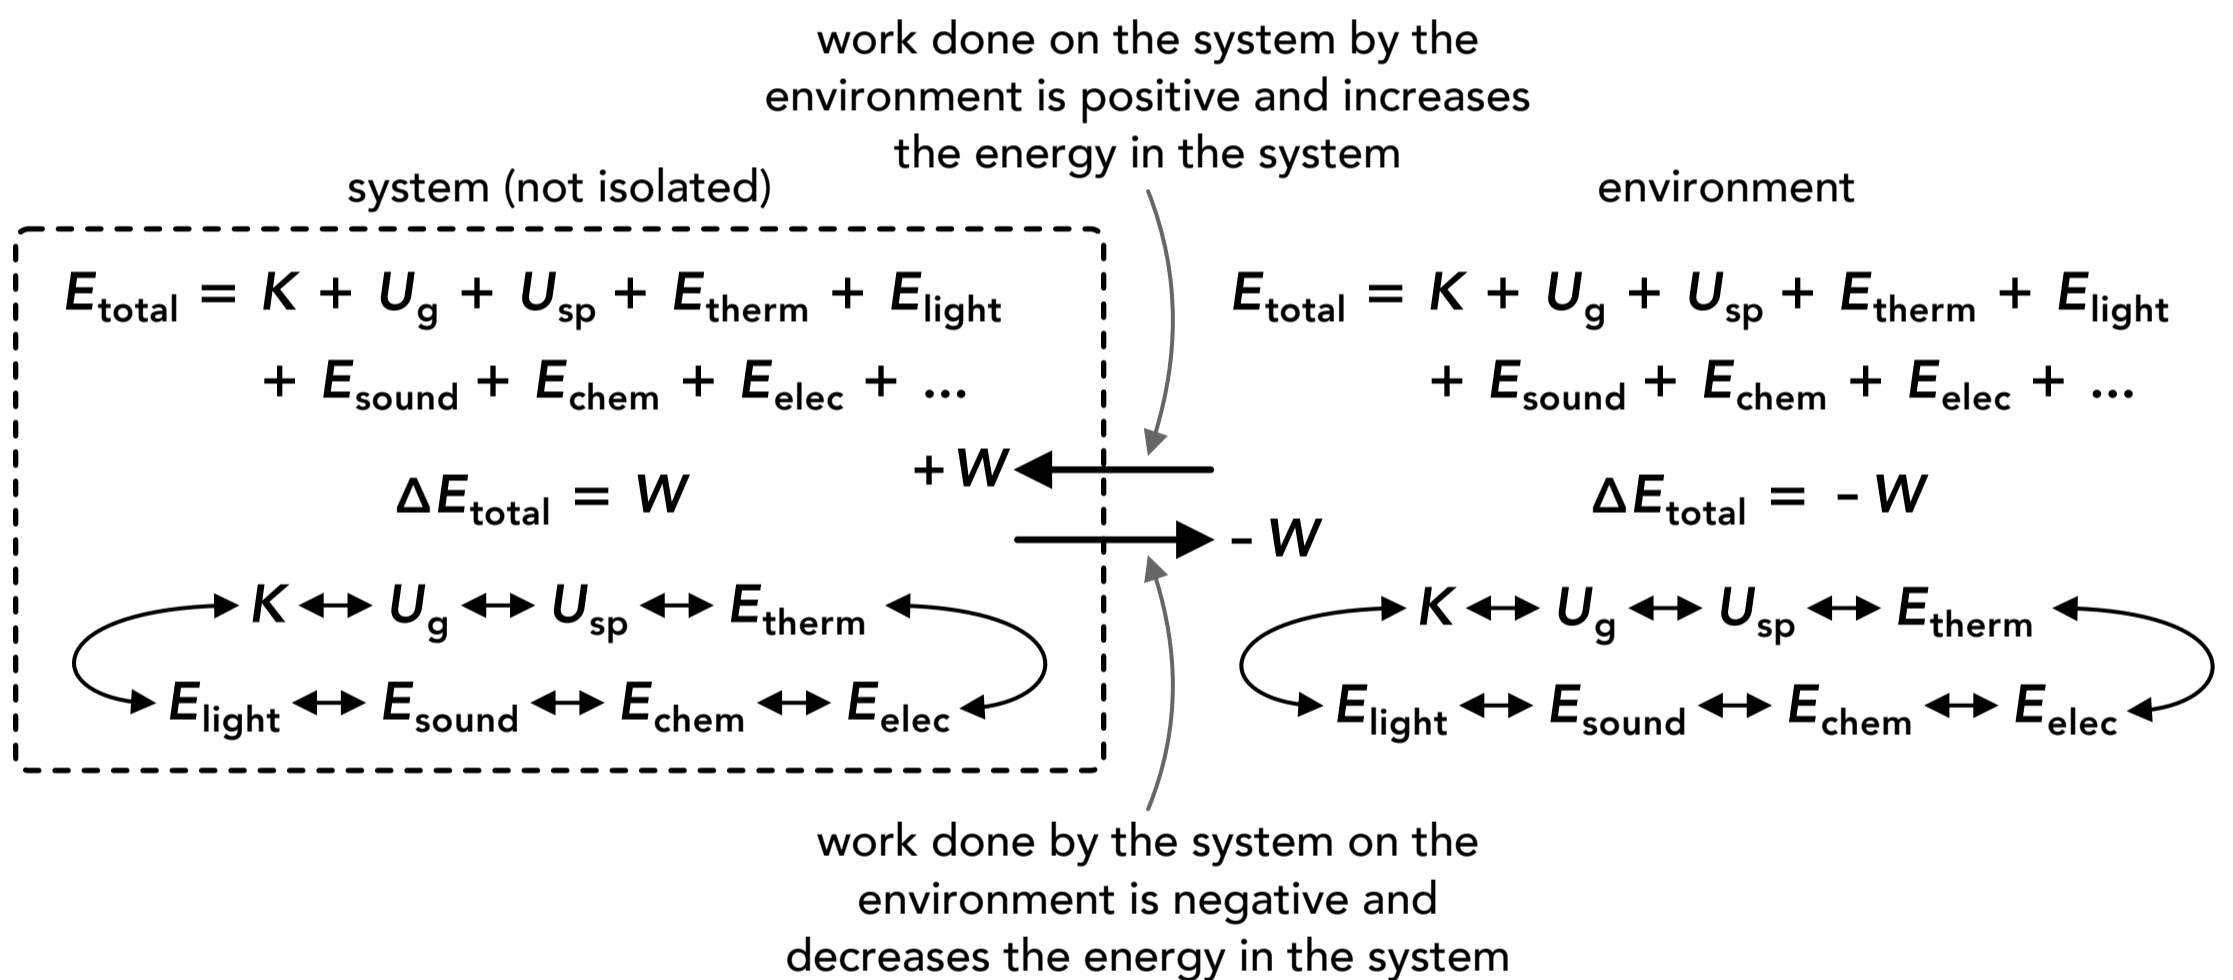 work done on the system by the
environment is positive and increases
the energy in the system
system (not isolated)
environment
E_total = K + U_g + U_sp + E_therm + E_light
+ E_sound + E_chem + E_elec + ...
E_total = K + U_g + U_sp + E_therm + E_light
+ E_sound + E_chem + E_elec + ...
+W
ΔE_total = W
ΔE_total = - W
- W
K ↔ U_g ↔ U_sp ↔ E_therm
E_light ↔ E_sound ↔ E_chem ↔ E_elec
K ↔ U_g ↔ U_sp ↔ E_therm
E_light ↔ E_sound ↔ E_chem ↔ E_elec
work done by the system on the
environment is negative and
decreases the energy in the system